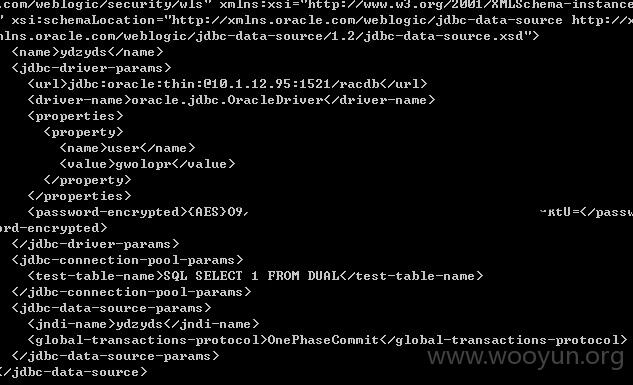 .com/weblogic/security/wls" xmlns:xsi="http://www.w3.org/2001/XMLSchema-instance
" xsi:schemaLocation="http://xmlns.oracle.com/weblogic/jdbc-data-source http://x
mlns.oracle.com/weblogic/jdbc-data-source/1.2/jdbc-data-source.xsd">
<name>ydzyds</name>
<jdbc-driver-params>
<url>jdbc:oracle:thin:@10.1.12.95:1521/racdb</url>
<driver-name>oracle.jdbc.OracleDriver</driver-name>
<properties>
<property>
<name>user</name>
<value>gwolopr</value>
</property>
</properties>
<password-encrypted>{AES}O9. KtU=</passw
ord-encrypted>
</jdbc-driver-params>
<jdbc-connection-pool-params>
<test-table-name>SQL SELECT 1 FROM DUAL</test-table-name>
</jdbc-connection-pool-params>
<jdbc-data-source-params>
<jndi-name>ydzyds</jndi-name>
<global-transactions-protocol>OnePhaseCommit</global-transactions-protocol>
</jdbc-data-source-params>
</jdbc-data-source>
www.wooyun.org